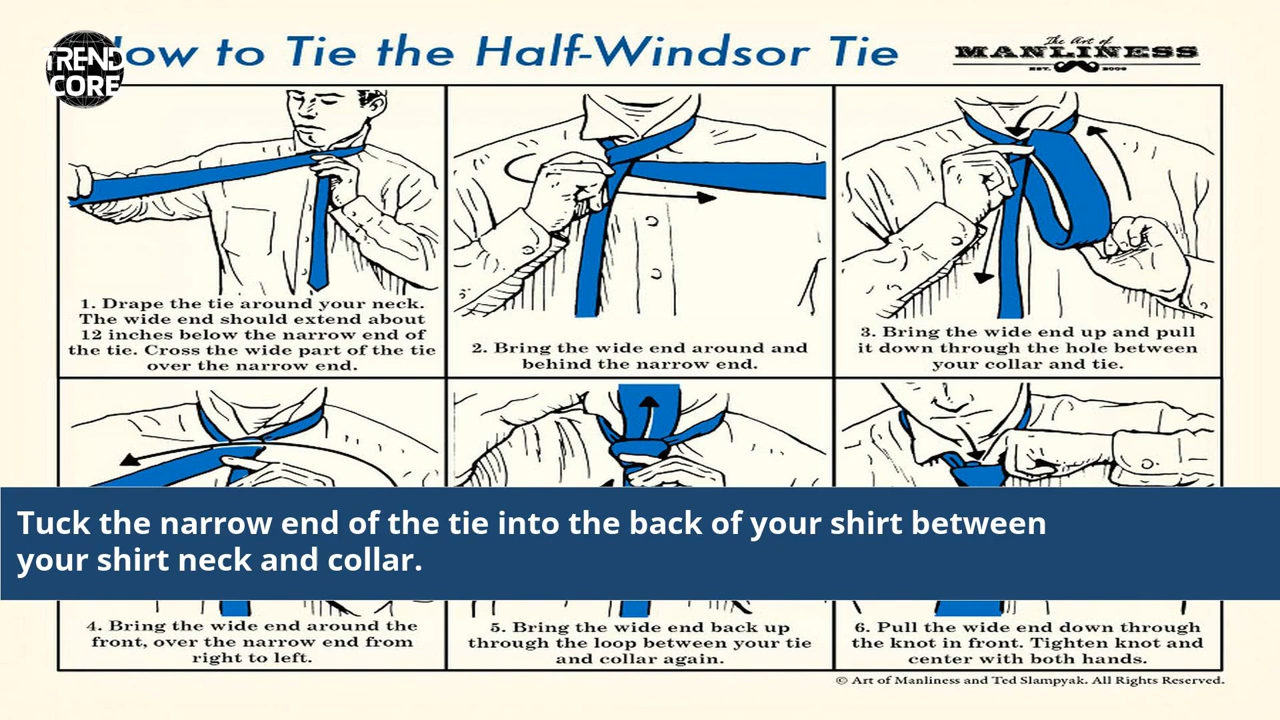 TREND
CORE
How to Tie the Half-Windsor Tie
The Art of
MANLINESS
EST. 2008
1. Drape the tie around your neck.
The wide end should extend about
12 inches below the narrow end of
the tie. Cross the wide part of the tie
over the narrow end.
2. Bring the wide end around and
behind the narrow end.
3. Bring the wide end up and pull
it down through the hole between
your collar and tie.
Tuck the narrow end of the tie into the back of your shirt between
your shirt neck and collar.
4. Bring the wide end around the
front, over the narrow end from
right to left.
5. Bring the wide end back up
through the loop between your tie
and collar again.
6. Pull the wide end down through
the knot in front. Tighten knot and
center with both hands.
© Art of Manliness and Ted Slampyak. All Rights Reserved.